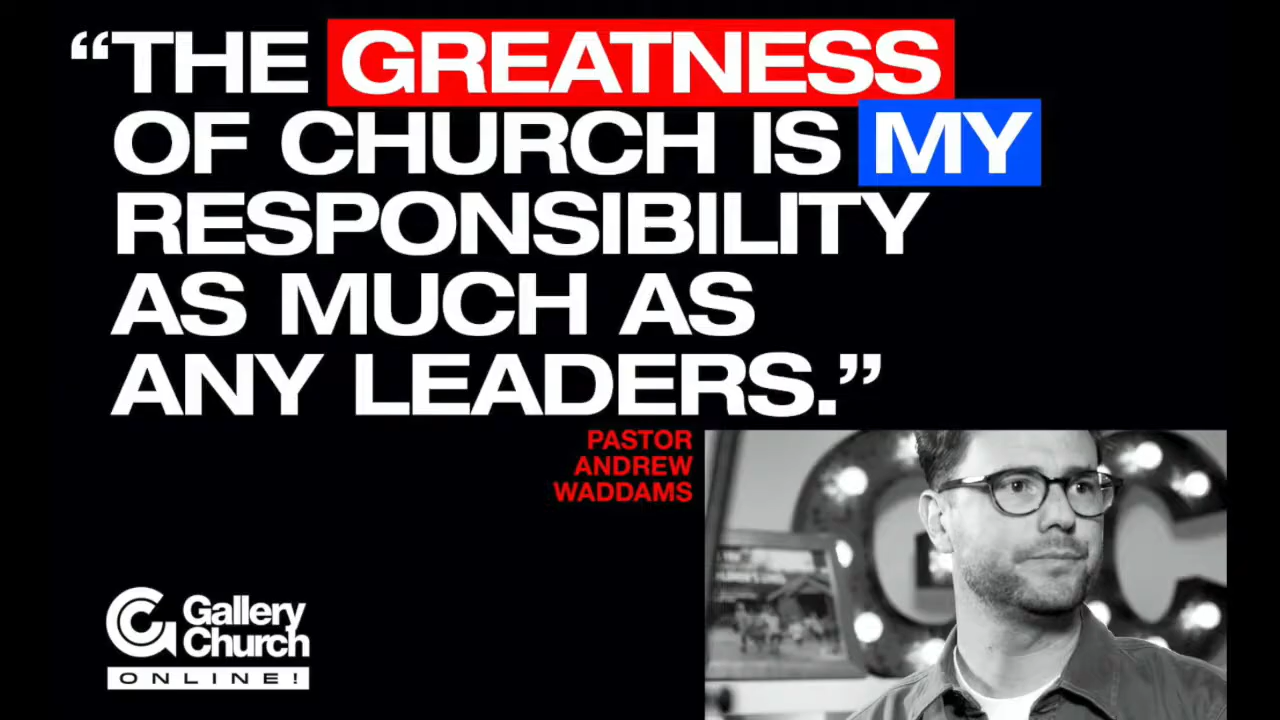 “THE GREATNESS
OF CHURCH IS MY
RESPONSIBILITY
AS MUCH AS
ANY LEADERS.”
PASTOR
ANDREW
WADDAMS
Gallery
Church
ONLINE!